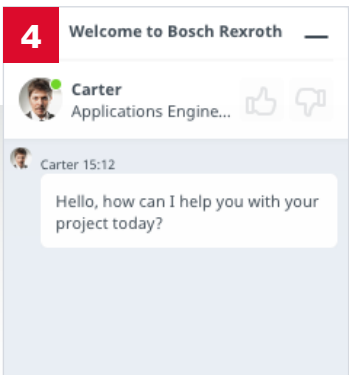 4
Welcome to Bosch Rexroth
Carter
Applications Engine...
Carter 15:12
Hello, how can I help you with your
project today?